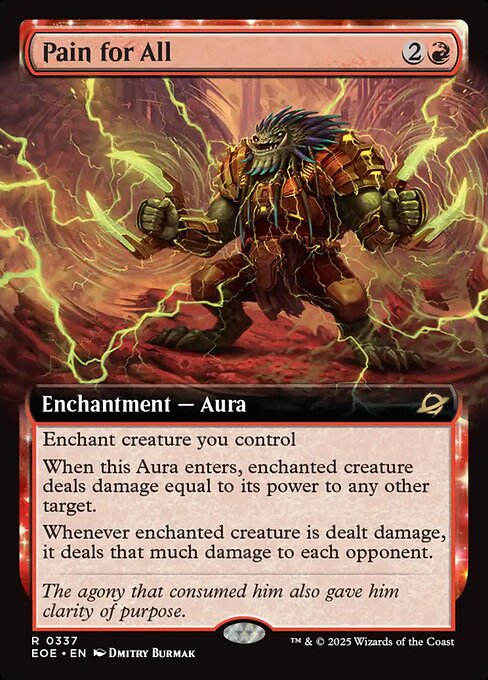 Pain for All 2
Enchantment — Aura
Enchant creature you control
When this Aura enters, enchanted creature
deals damage equal to its power to any other
target.
Whenever enchanted creature is dealt damage,
it deals that much damage to each opponent.
The agony that consumed him also gave him
clarity of purpose.
R 0337
EOE • EN Dmitry Burmak
™ & © 2025 Wizards of the Coast